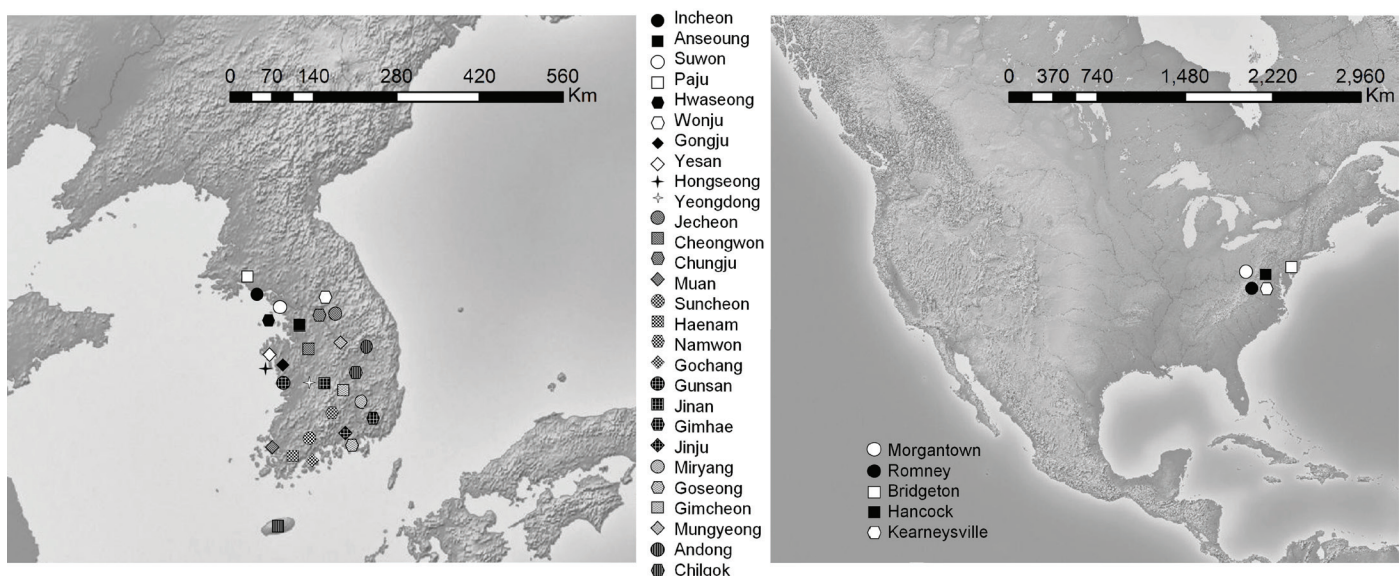 0 70 140 280 420 560
Km
Incheon
Anseoung
Suwon
Paju
Hwaseong
Wonju
Gongju
Yesan
Hongseong
Yeongdong
Jecheon
Cheongwon
Chungju
Muan
Suncheon
Haenam
Namwon
Gochang
Gunsan
Jinan
Gimhae
Jinju
Miryang
Goseong
Gimcheon
Mungyeong
Andong
Chilgok
0 370 740 1,480 2,220 2,960
Km
Morgantown
Romney
Bridgeton
Hancock
Kearneysville